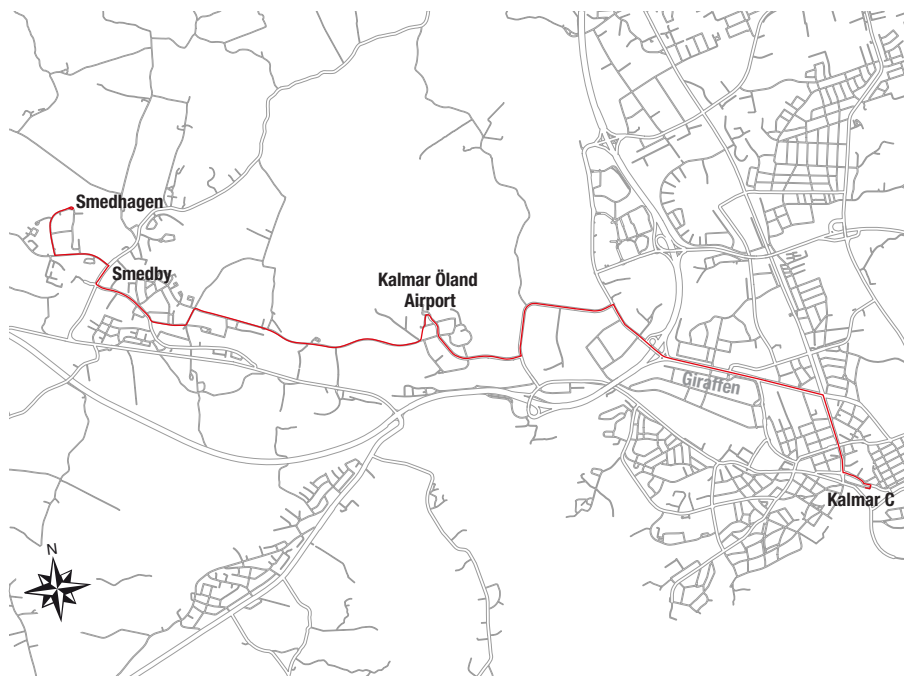 Smedhagen
Smedby
Kalmar Öland
Airport
Giraffen
Kalmar C
N